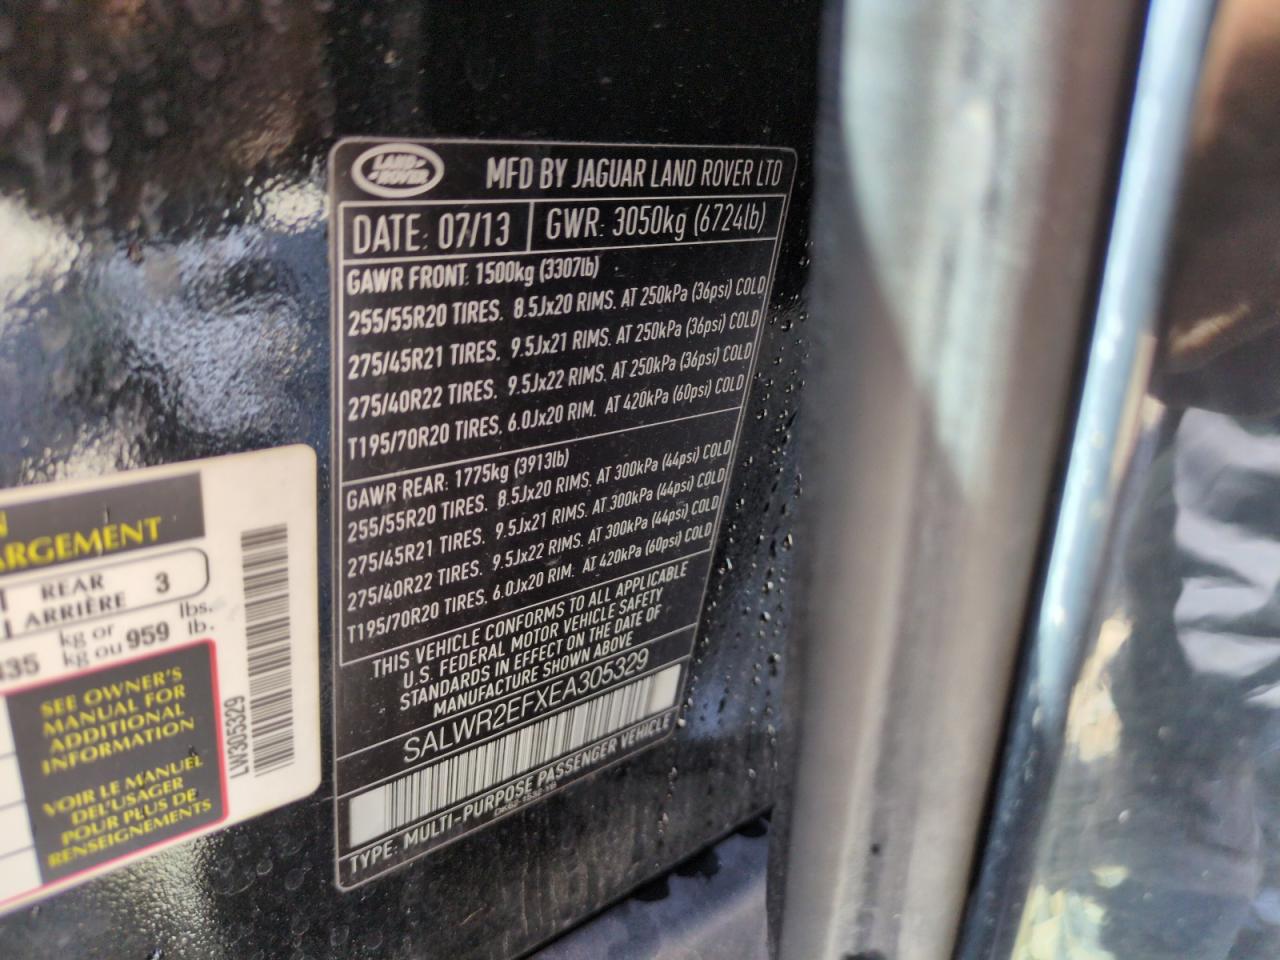 LAND
ROVER
MFD BY JAGUAR LAND ROVER LTD
DATE: 07/13
GWR: 3050kg (6724lb)
GAWR FRONT: 1500kg (3307lb)
255/55R20 TIRES. 8.5Jx20 RIMS. AT 250kPa (36psi) COLD
275/45R21 TIRES. 9.5Jx21 RIMS. AT 250kPa (36psi) COLD
275/40R22 TIRES. 9.5Jx22 RIMS. AT 250kPa (36psi) COLD
T195/70R20 TIRES. 6.0Jx20 RIM. AT 420kPa (60psi) COLD
GAWR REAR: 1775kg (3913lb)
255/55R20 TIRES. 8.5Jx20 RIMS. AT 300kPa (44psi) COLD
275/45R21 TIRES. 9.5Jx21 RIMS. AT 300kPa (44psi) COLD
275/40R22 TIRES. 9.5Jx22 RIMS. AT 300kPa (44psi) COLD
T195/70R20 TIRES. 6.0Jx20 RIM. AT 420kPa (60psi) COLD
THIS VEHICLE CONFORMS TO ALL APPLICABLE
U.S. FEDERAL MOTOR VEHICLE SAFETY
STANDARDS IN EFFECT ON THE DATE OF
MANUFACTURE SHOWN ABOVE
SALWR2EFXEA305329
TYPE: MULTI-PURPOSE PASSENGER VEHICLE
N
ARGEMENT
REAR
ARRIÈRE 3
kg or lbs.
435 kg ou 959 lb.
SEE OWNER'S
MANUAL FOR
ADDITIONAL
INFORMATION
VOIR LE MANUEL
DE L'USAGER
POUR PLUS DE
RENSEIGNEMENTS
LW305329